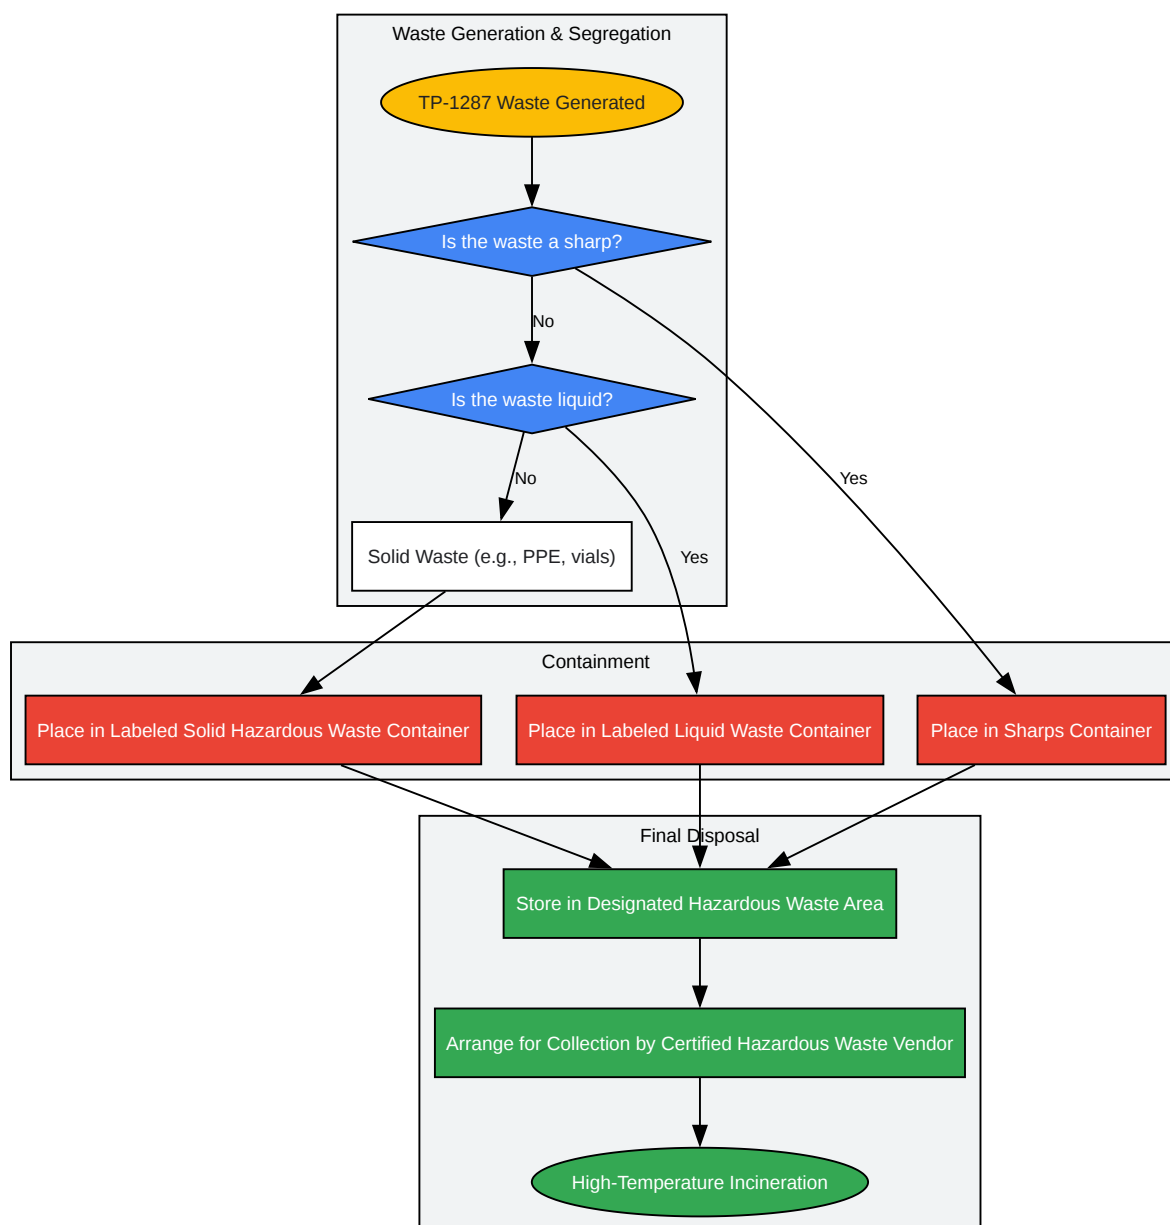 Waste Generation & Segregation
TP-1287 Waste Generated
Is the waste a sharp?
No
Is the waste liquid?
No
Yes
Solid Waste (e.g., PPE, vials)
Yes
Containment
Place in Labeled Solid Hazardous Waste Container
Place in Labeled Liquid Waste Container
Place in Sharps Container
Final Disposal
Store in Designated Hazardous Waste Area
Arrange for Collection by Certified Hazardous Waste Vendor
High-Temperature Incineration